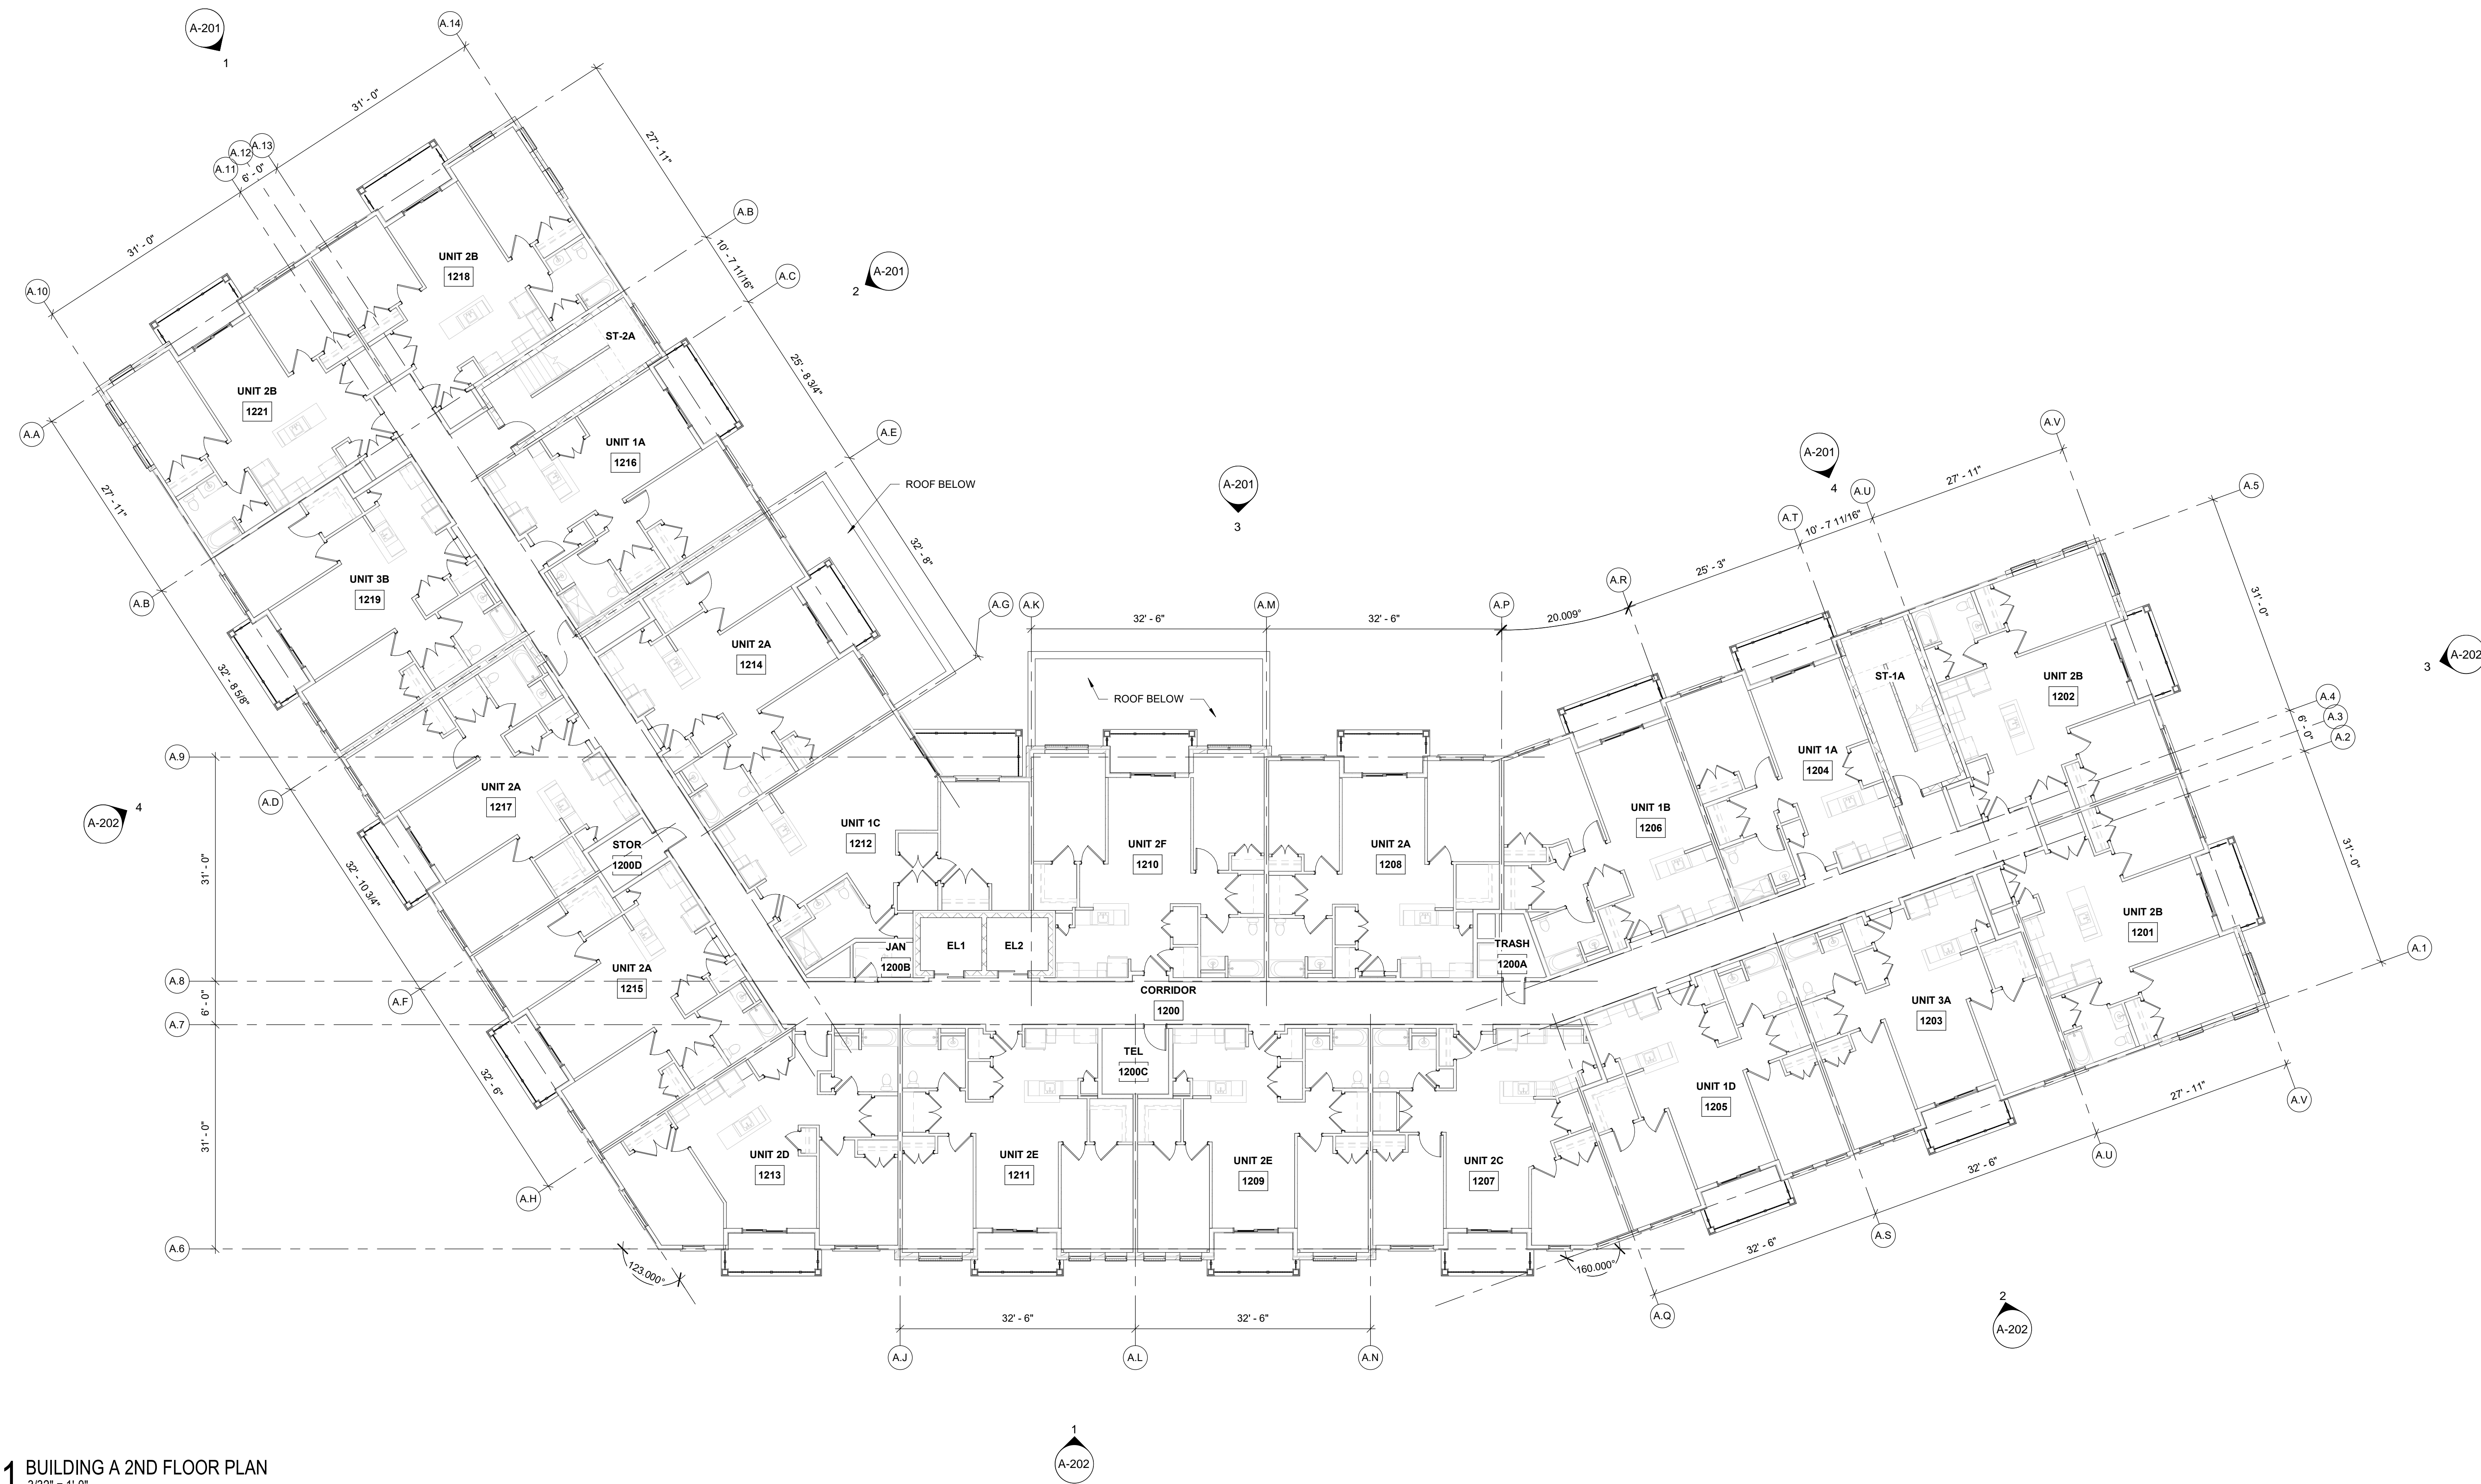 A-201
1
A.14
31' - 0"
27' - 11"
A.13
A.12
A.11
6' - 0"
A.B
10' - 7 11/16"
31' - 0"
UNIT 2B
1218
A-201
2
A.C
A.10
ST-2A
25' - 8 3/4"
UNIT 2B
1221
A.A
UNIT 1A
1216
A.E
ROOF BELOW
27' - 11"
A-201
3
32' - 8"
UNIT 3B
1219
A.B
A.G
A.K
A.M
A.P
32' - 6"
32' - 6"
20.009°
A.R
25' - 3"
A.T
10' - 7 11/16"
A.U
A-201
4
27' - 11"
A.V
A.5
31' - 0"
3
A-202
UNIT 2A
1214
32' - 8 5/8"
ROOF BELOW
ST-1A
UNIT 2B
1202
A.4
A.3
A.2
6' - 0"
A.9
A.D
UNIT 2A
1217
A-202
4
UNIT 1C
1212
UNIT 2F
1210
UNIT 2A
1208
UNIT 1B
1206
UNIT 1A
1204
STOR
1200D
31' - 0"
32' - 10 3/4"
31' - 0"
JAN
1200B
EL1
EL2
TRASH
1200A
UNIT 2B
1201
A.1
UNIT 2A
1215
A.8
A.F
CORRIDOR
1200
6' - 0"
A.7
UNIT 3A
1203
TEL
1200C
32' - 6"
UNIT 1D
1205
27' - 11"
A.V
31' - 0"
UNIT 2D
1213
UNIT 2E
1211
UNIT 2E
1209
UNIT 2C
1207
A.U
32' - 6"
A.H
A.S
A.6
32' - 6"
123.000°
160.000°
A.Q
2
A-202
32' - 6"
32' - 6"
A.J
A.L
A.N
1
A-202
1
BUILDING A 2ND FLOOR PLAN
3/32" = 1'-0"